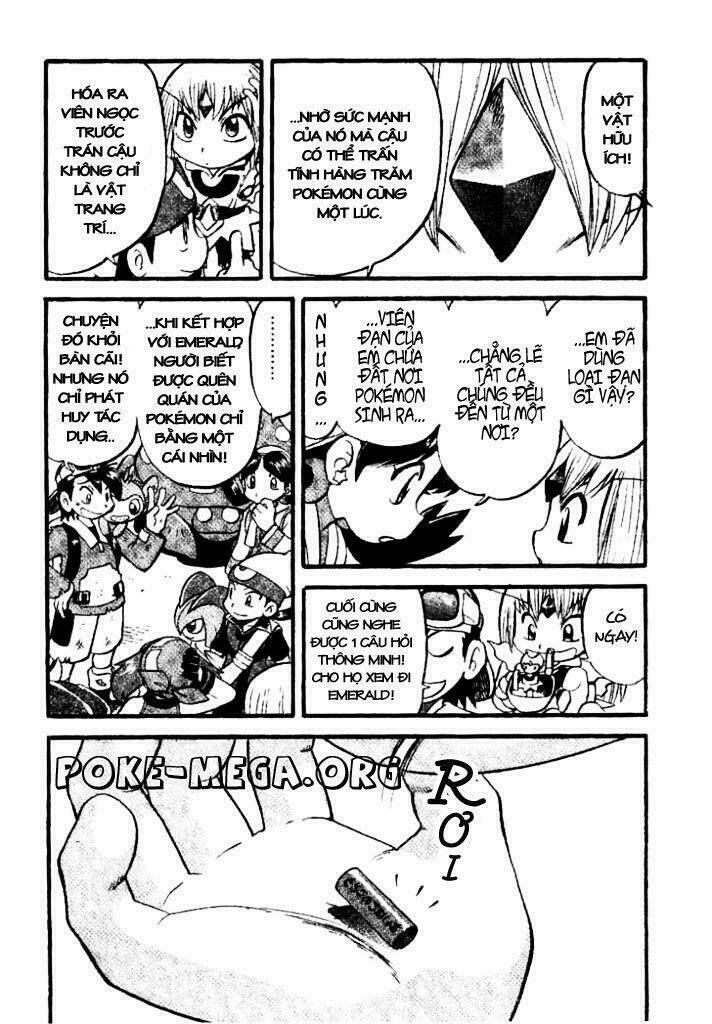 MỘT
VẬT
HỮU
ÍCH!
...NHỜ SỨC MẠNH
CỦA NÓ MÀ CẬU
CÓ THỂ TRẤN
TĨNH HÀNG TRĂM
POKÉMON CÙNG
MỘT LÚC.
HÓA RA
VIÊN NGỌC
TRƯỚC
TRÁN CẬU
KHÔNG CHỈ
LÀ VẬT
TRANG
TRÍ...
...EM ĐÃ
DÙNG
LOẠI ĐẠN
GÌ VẬY?
...CHẲNG LẼ
TẤT CẢ
CHÚNG ĐỀU
ĐẾN TỪ MỘT
NƠI?
...VIÊN
ĐẠN CỦA
EM CHỨA
ĐẤT NƠI
POKÉMON
SINH RA...
NHƯNG...
..........
...KHI KẾT HỢP
VỚI EMERALD,
NGƯỜI BIẾT
ĐƯỢC QUÊN
QUÁN CỦA
POKÉMON CHỈ
BẰNG MỘT
CÁI NHÌN!
CHUYỆN
ĐÓ KHỎI
BÀN CÃI!
NHƯNG NÓ
CHỈ PHÁT
HUY TÁC
DỤNG..
CÓ
NGAY!
CUỐI CÙNG
CŨNG NGHE
ĐƯỢC 1 CÂU HỎI
THÔNG MINH!
CHO HỌ XEM ĐI
EMERALD!
POKE-MEGA.ORG
RƠI